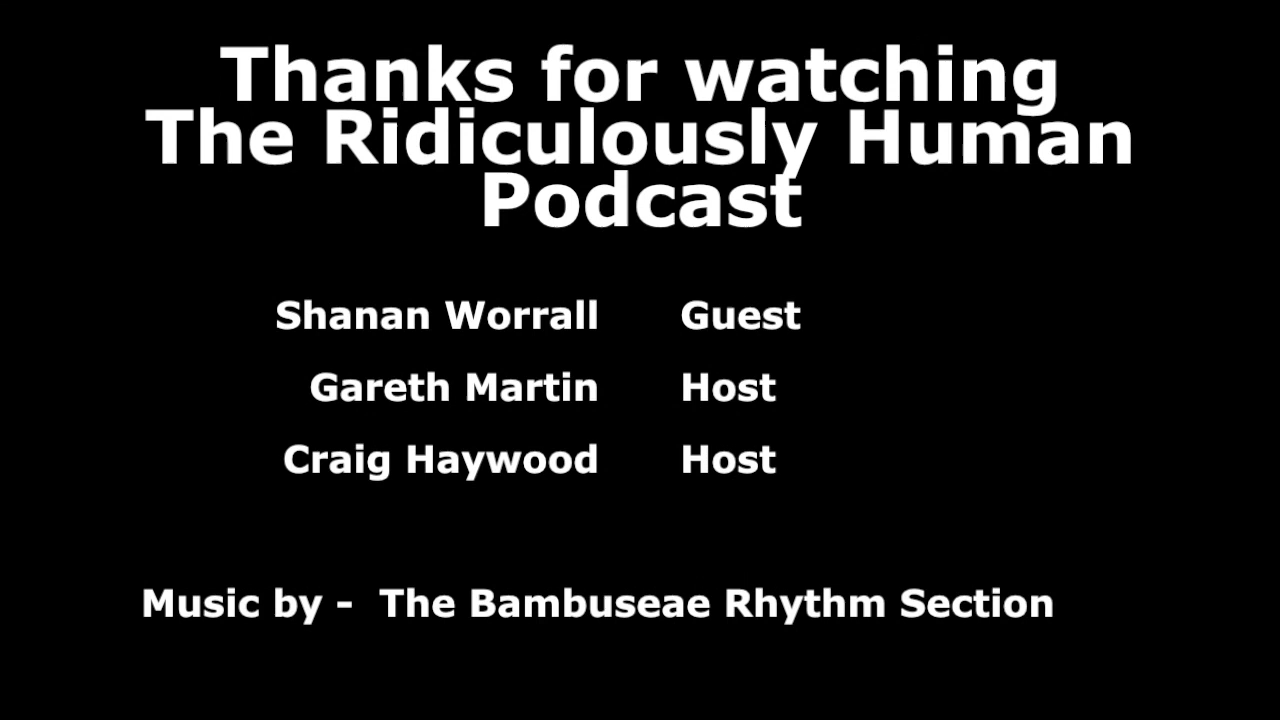 Thanks for watching
The Ridiculously Human
Podcast
Shanan Worrall Guest
Gareth Martin Host
Craig Haywood Host
Music by - The Bambuseae Rhythm Section